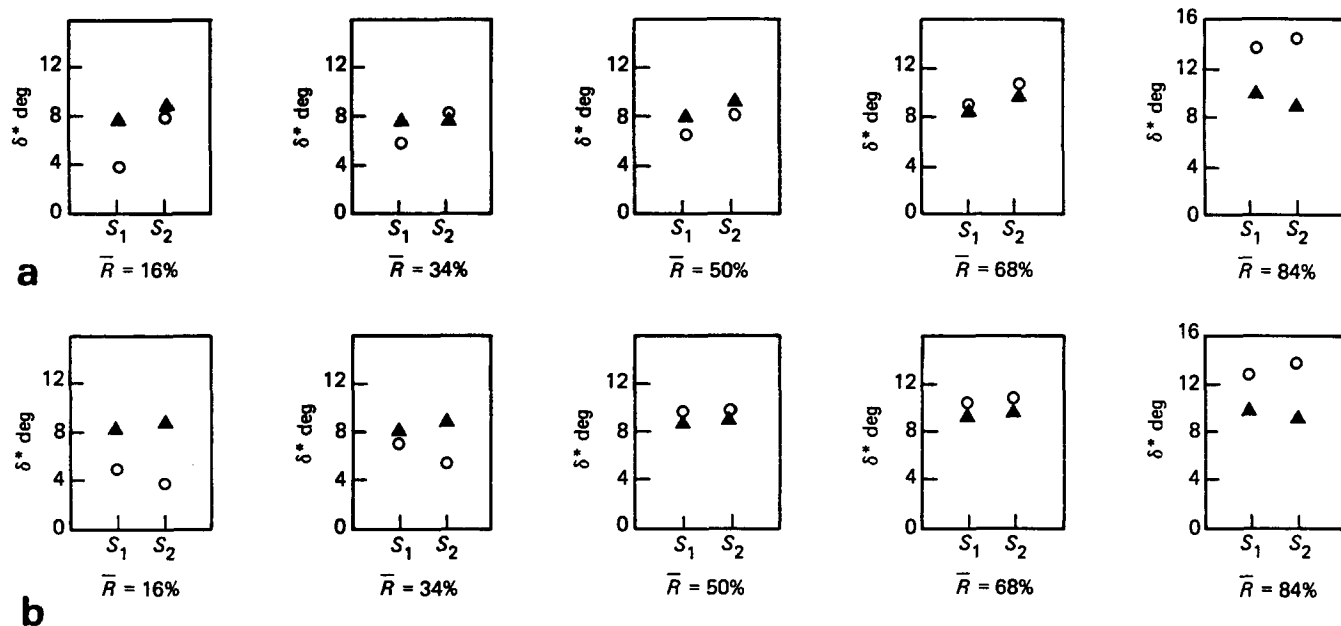 16
12 12 12 12 12
8 8 8 8 8
4 4 4 4 4
0 0 0 0 0
δ* deg δ* deg δ* deg δ* deg δ* deg
S1 S2 S1 S2 S1 S2 S1 S2 S1 S2
a R̅ = 16% R̅ = 34% R̅ = 50% R̅ = 68% R̅ = 84%
16
12 12 12 12 12
8 8 8 8 8
4 4 4 4 4
0 0 0 0 0
δ* deg δ* deg δ* deg δ* deg δ* deg
S1 S2 S1 S2 S1 S2 S1 S2 S1 S2
R̅ = 16% R̅ = 34% R̅ = 50% R̅ = 68% R̅ = 84%
b